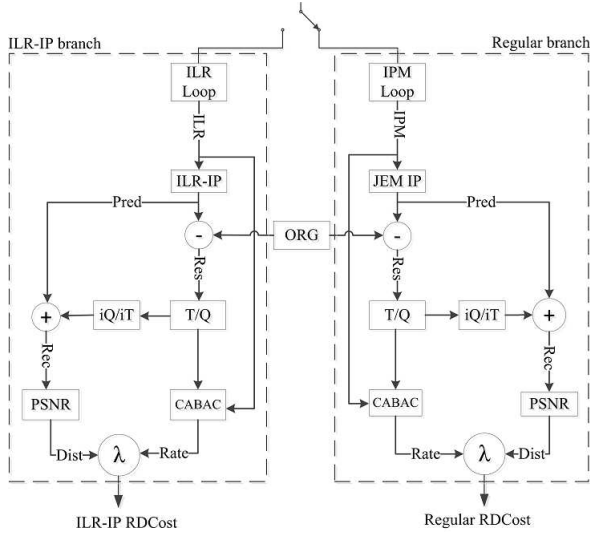 ILR-IP branch
Regular branch
ILR
Loop
IPM
Loop
ILR
IPM
ILR-IP
JEM IP
Pred
Pred
-
ORG
-
Res
Res
+
iQ/iT
T/Q
T/Q
iQ/iT
+
Rec
Rec
PSNR
CABAC
CABAC
PSNR
Dist
λ
Rate
Rate
λ
Dist
ILR-IP RDCost
Regular RDCost